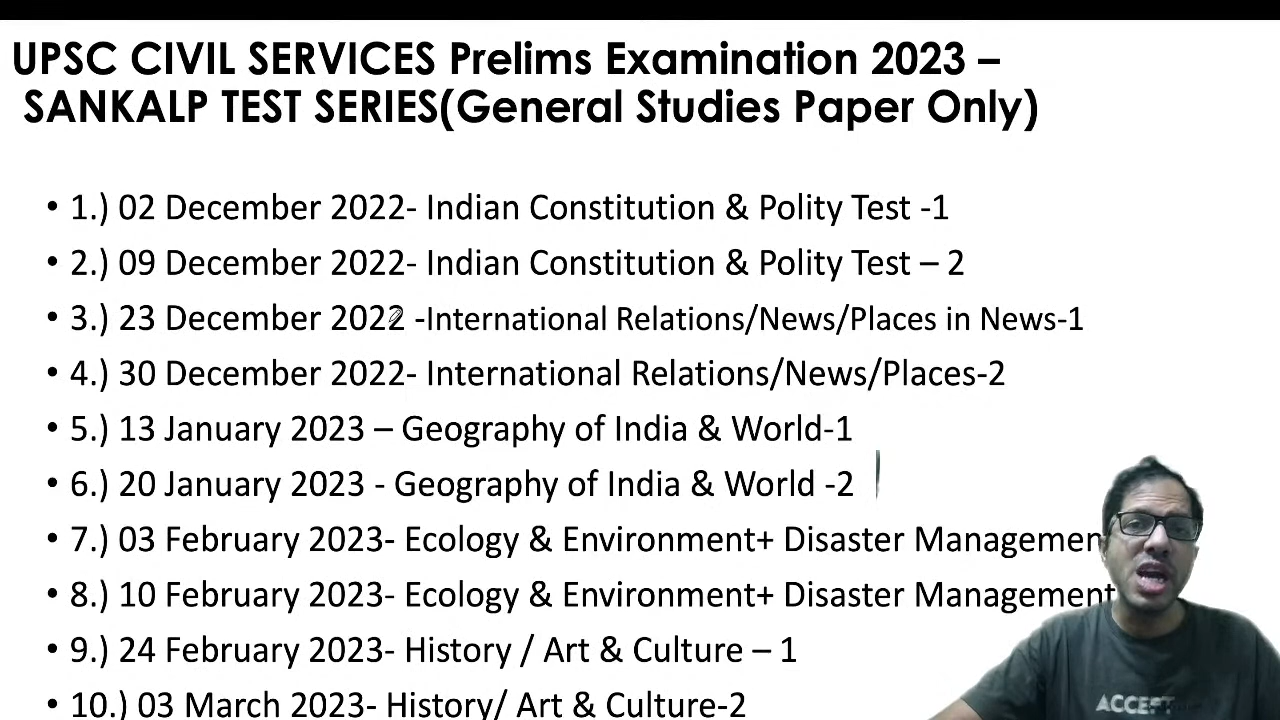 UPSC CIVIL SERVICES Prelims Examination 2023 –
SANKALP TEST SERIES(General Studies Paper Only)
• 1.) 02 December 2022- Indian Constitution & Polity Test -1
• 2.) 09 December 2022- Indian Constitution & Polity Test – 2
• 3.) 23 December 2022 -International Relations/News/Places in News-1
• 4.) 30 December 2022- International Relations/News/Places-2
• 5.) 13 January 2023 – Geography of India & World-1
• 6.) 20 January 2023 - Geography of India & World -2
• 7.) 03 February 2023- Ecology & Environment+ Disaster Managemen
• 8.) 10 February 2023- Ecology & Environment+ Disaster Management
• 9.) 24 February 2023- History / Art & Culture – 1
• 10.) 03 March 2023- History/ Art & Culture-2
ACCEPT